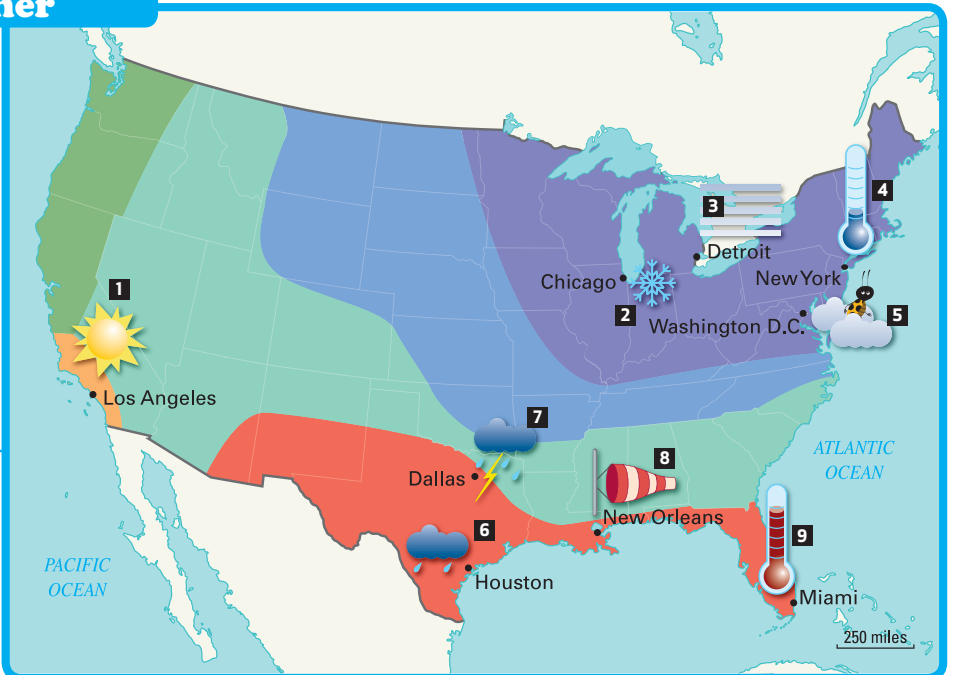 1
2
3
4
5
6
7
8
9
Detroit
Chicago
New York
Washington D.C.
Los Angeles
Dallas
New Orleans
Houston
Miami
ATLANTIC
OCEAN
PACIFIC
OCEAN
250 miles